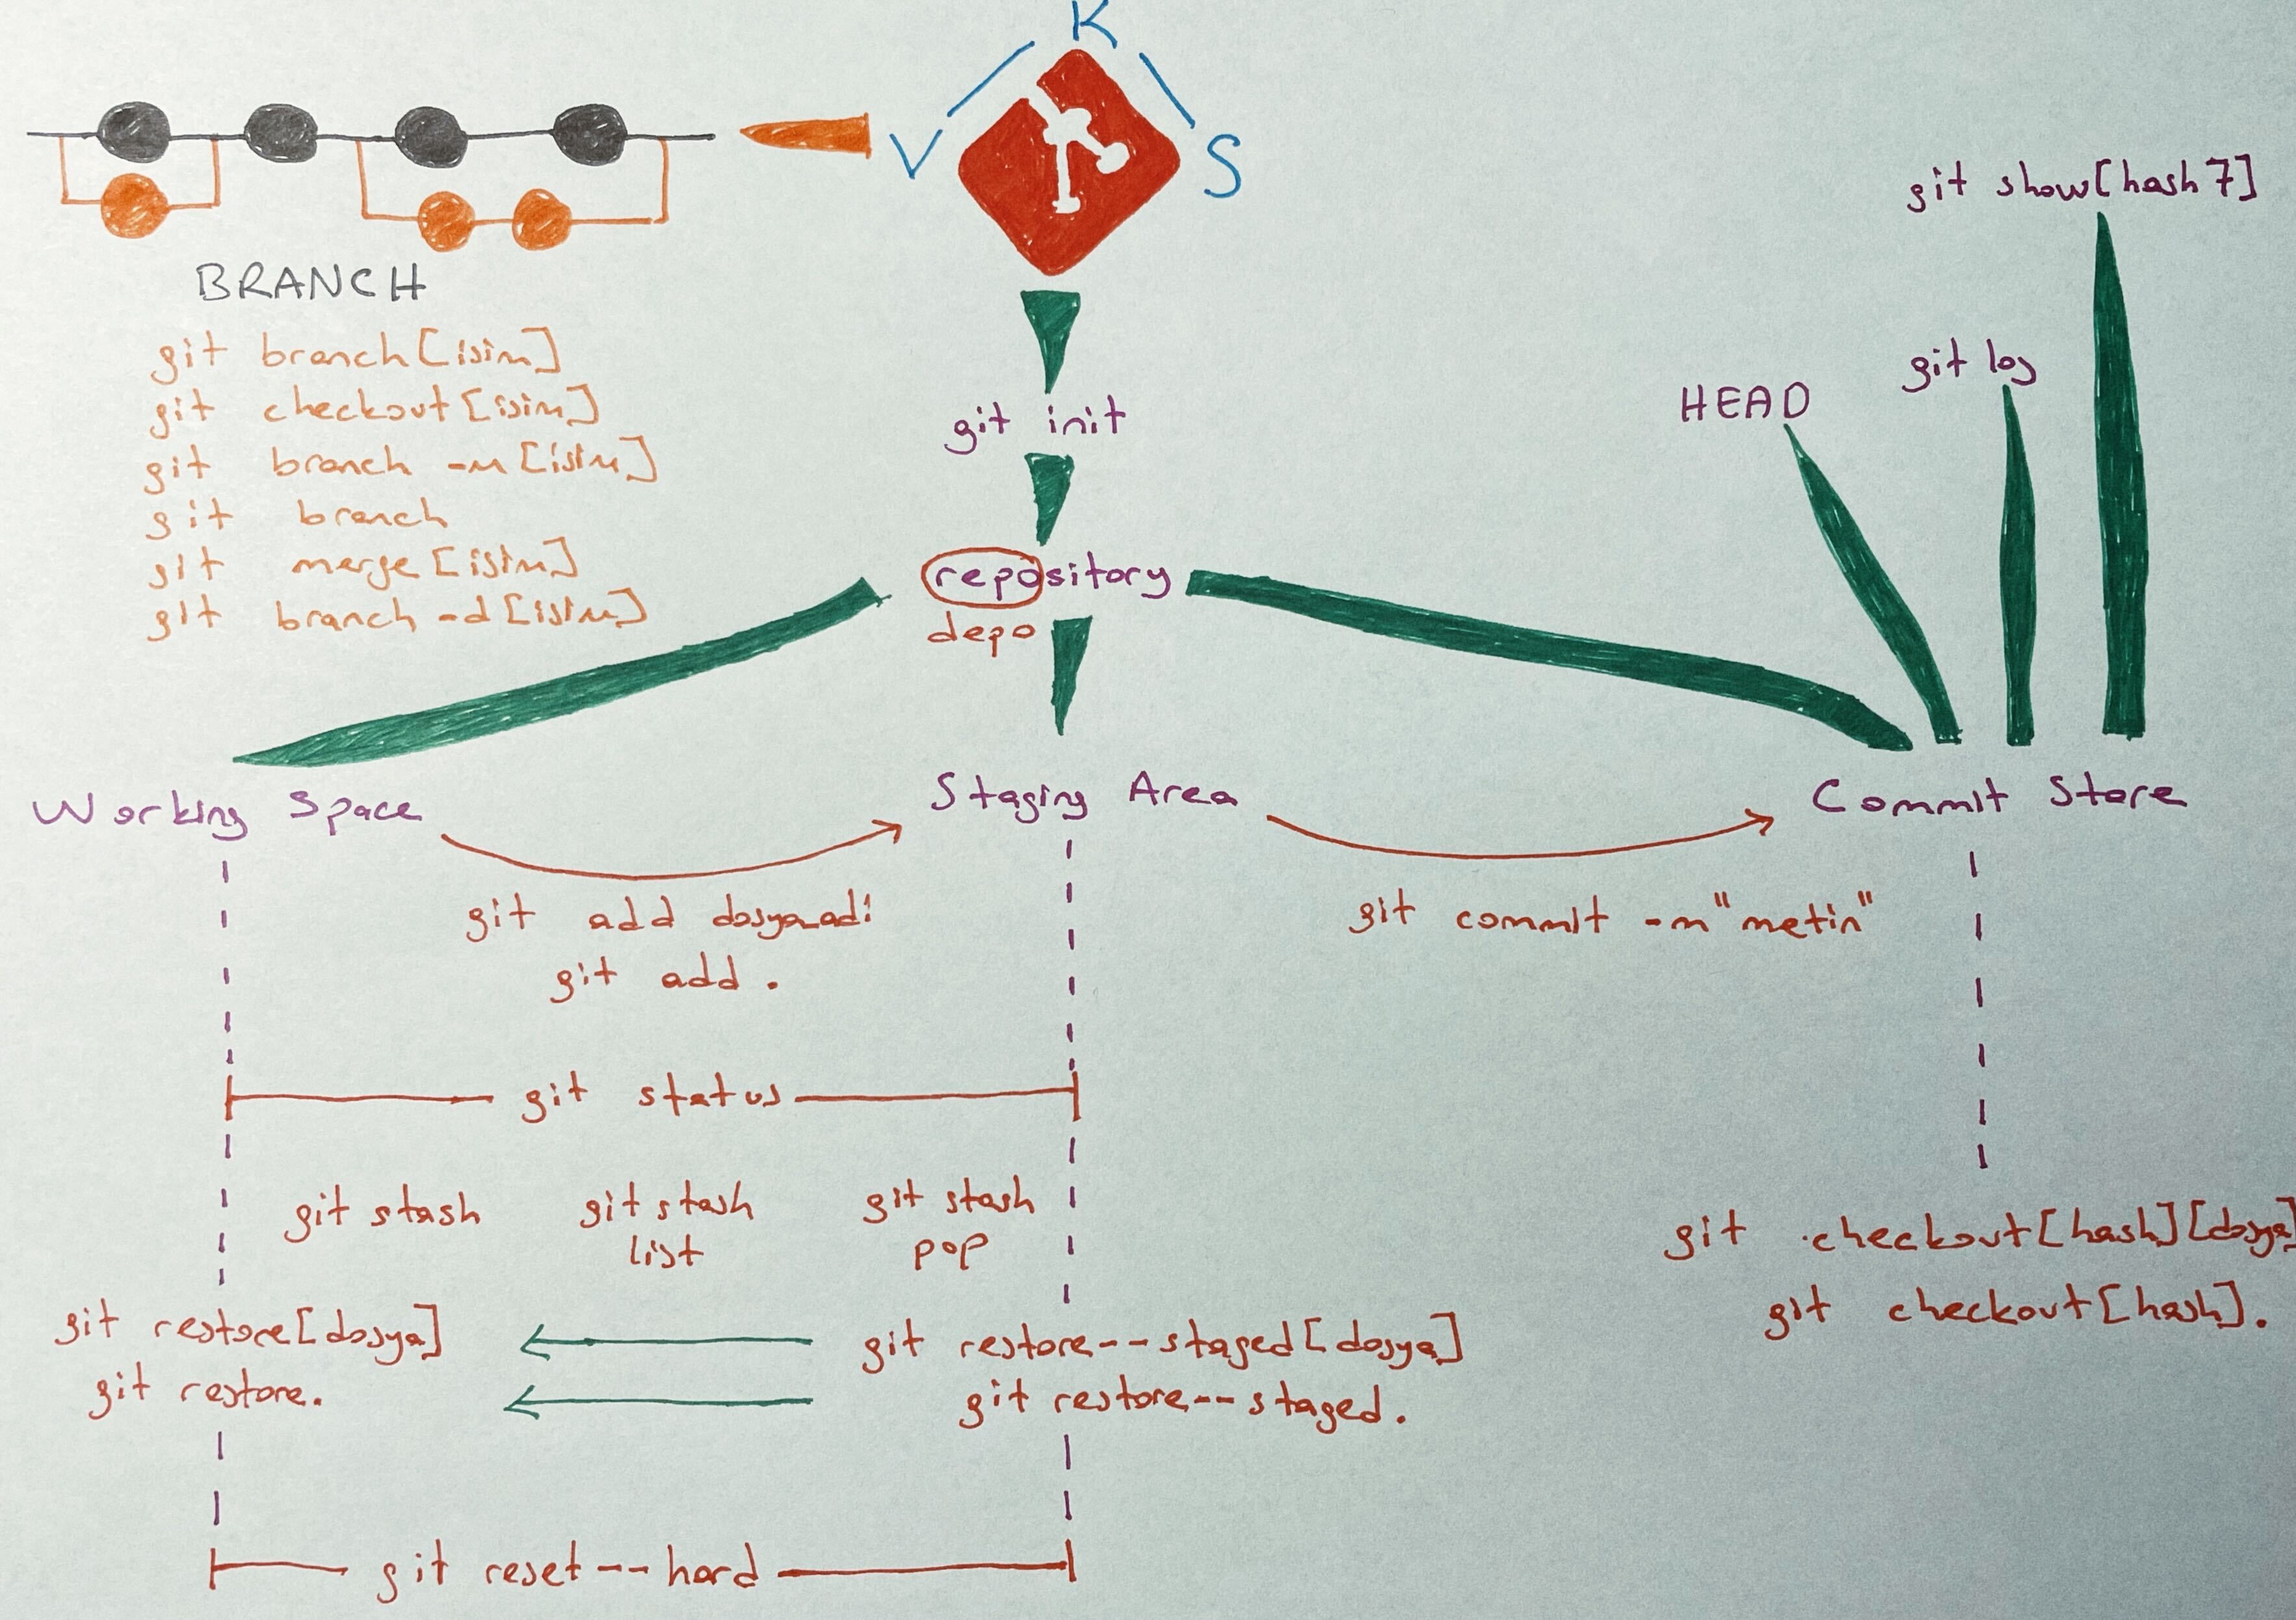 V K S
BRANCH
git branch[isim]
git checkout[isim]
git branch -m[isim]
git branch
git merge[isim]
git branch -d[isim]
git init
repository
depo
HEAD
git log
git show[hash 7]
Working Space
Staging Area
Commit Store
git add dosya_adı
git add .
git commit -m"metin"
git status
git stash
git stash
list
git stash
pop
git restore[dosya]
git restore.
git restore--staged[dosya]
git restore--staged.
git checkout[hash][dosya]
git checkout[hash].
git reset--hard